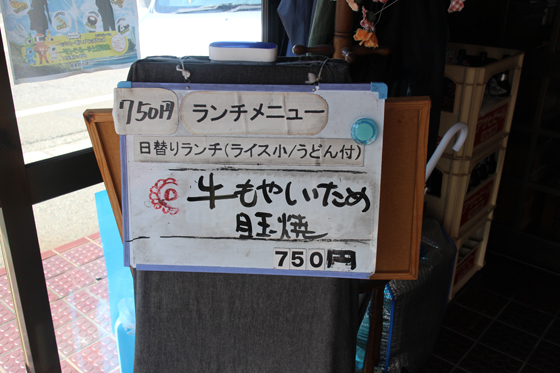 750円 ランチメニュー
日替りランチ(ライス小/うどん付)
牛もやしいため
目玉焼
750円